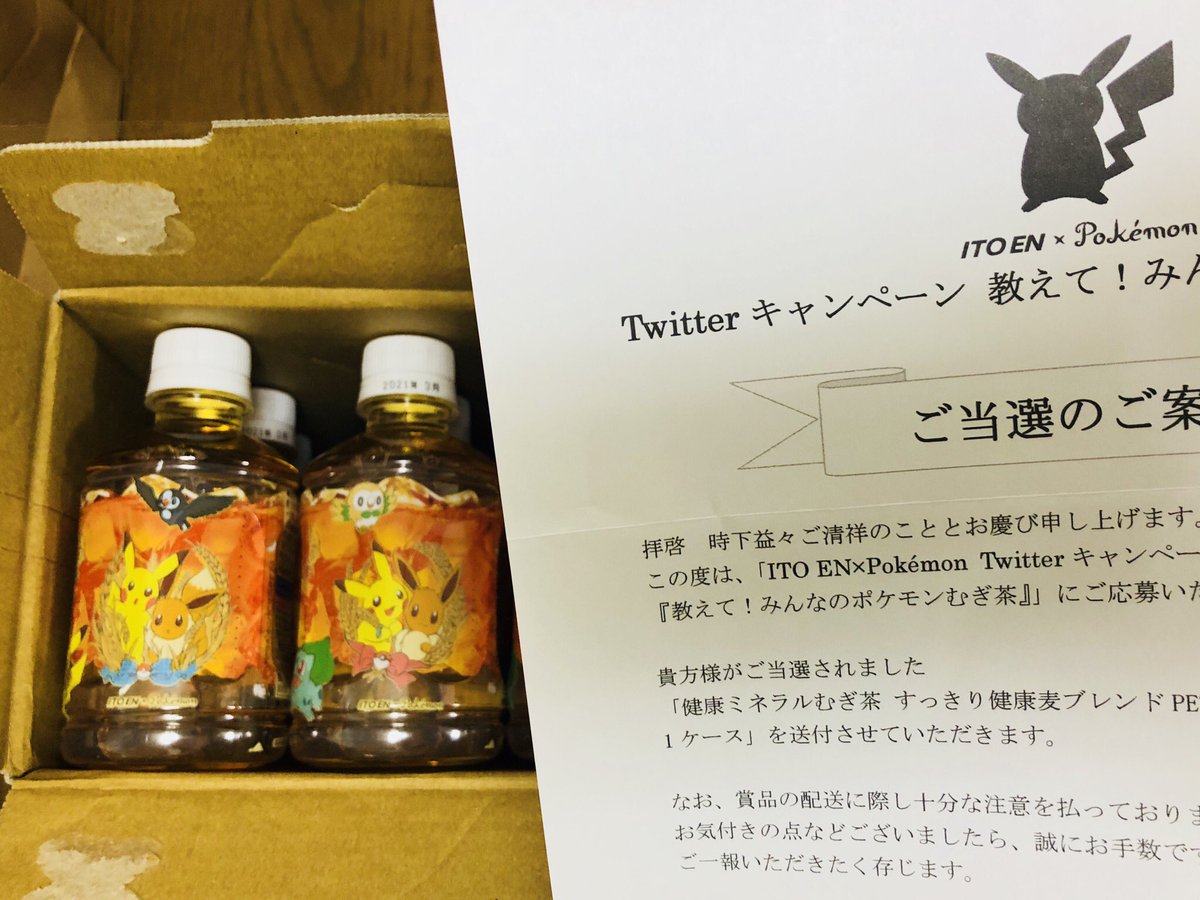 2021年 9月
ITO EN × Pokémon
ITO EN × Pokémon
ITO EN × Pokémon
Twitter キャンペーン 教えて！み
ご当選のご案
拝啓　時下益々ご清祥のこととお慶び申し上げます。
この度は、「ITO EN×Pokémon Twitter キャンペー
『教えて！みんなのポケモンむぎ茶』」にご応募いた
貴方様がご当選されました
「健康ミネラルむぎ茶 すっきり健康麦ブレンド PE
1ケース」を送付させていただきます。
なお、賞品の配送に際し十分な注意を払っておりま
お気付きの点などございましたら、誠にお手数で
ご一報いただきたく存じます。